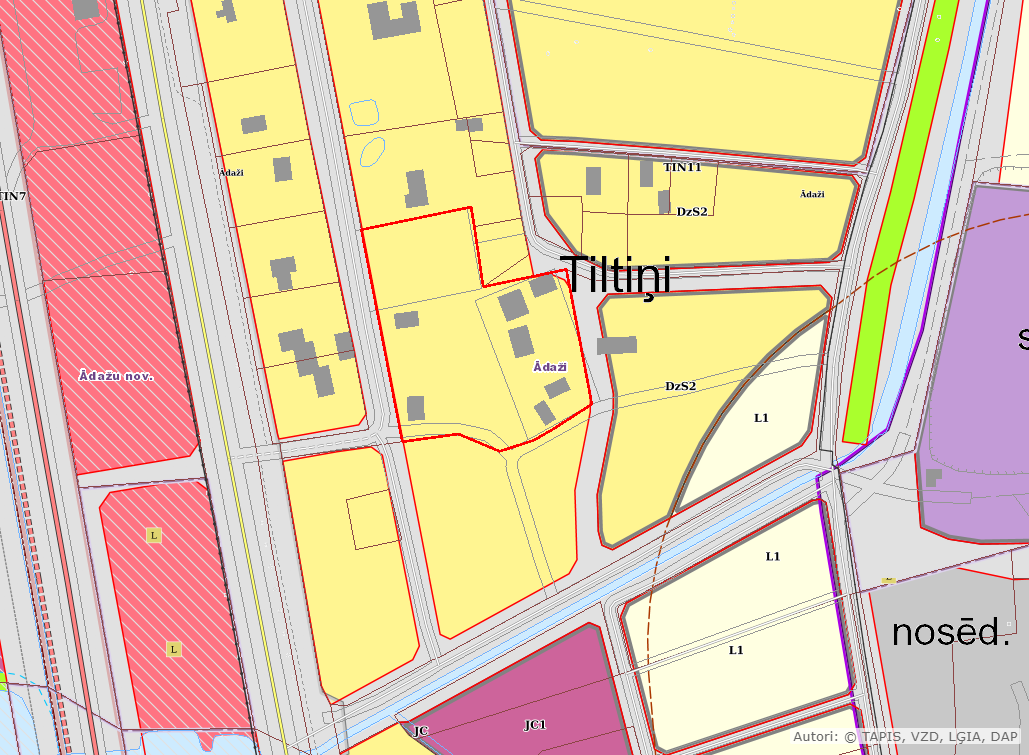 TIN11
Ādaži
Ādaži
TIN7
DzS2
Tiltiņi
Ādaži
Ādažu nov.
DzS2
L1
L
L1
nosēd.
L
L1
JC
JC1
Autori: © TAPIS, VZD, LĢIA, DAP